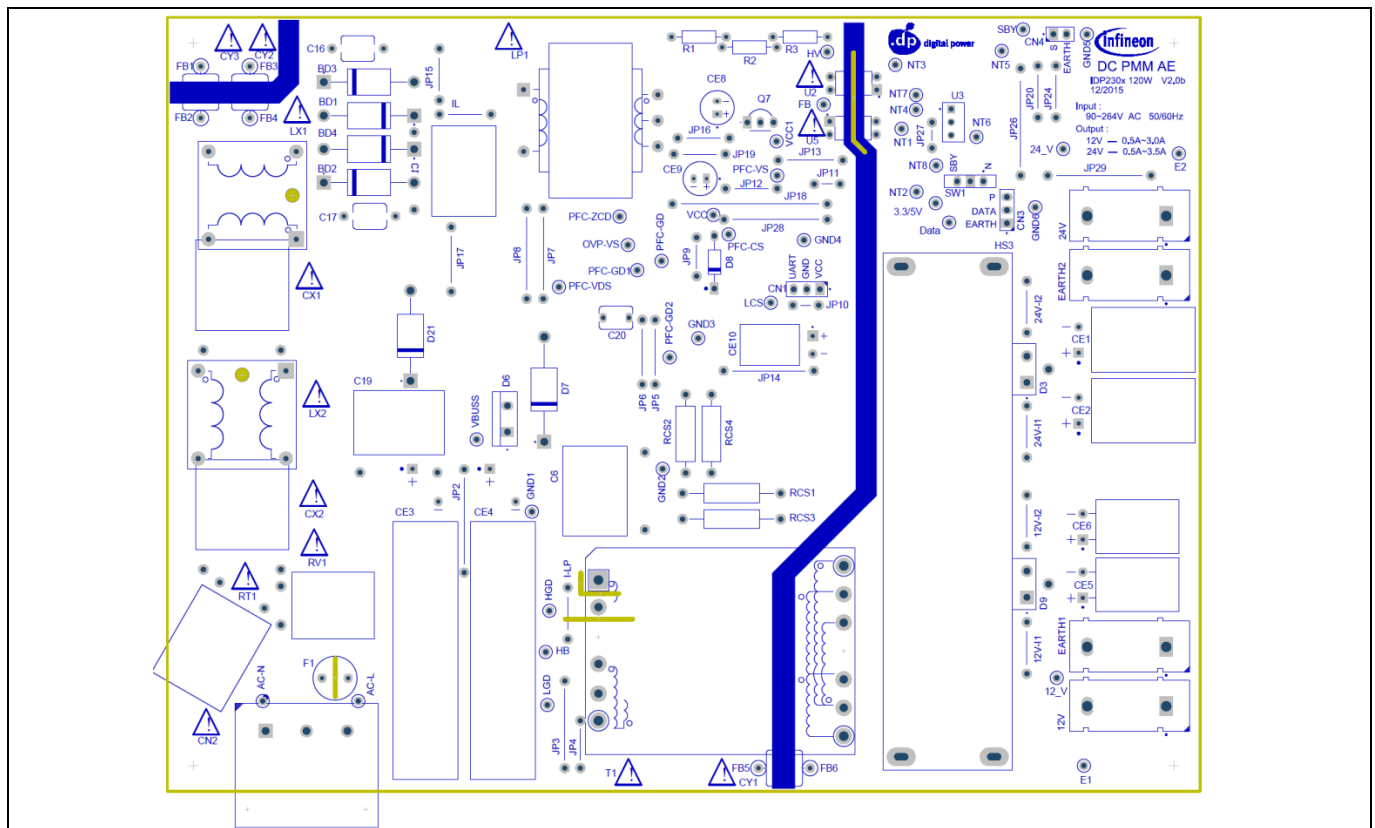 CY3
CY2
C16
LP1
R1
R2
R3
HV
.dp digital power
SBY
CN4
S
EARTH
GND5
infineon
DC PMM AE
IDP230x 120W V2.0b
12/2015
Input :
90~264V AC 50/60Hz
Output :
12V — 0.5A~3.0A
24V — 0.5A~3.5A
FB1
FB3
BD3
JP15
CE8
U2
NT3
NT5
BD1
IL
Q7
FB
NT7
U3
JP20
JP24
FB2
FB4
LX1
NT4
BD4
JP16
VCC1
U5
NT1
JP27
NT6
JP26
24_V
E2
BD2
C1
JP19
JP13
CE9
PFC-VS
NT8
SBY
N
JP29
JP12
JP11
SW1
C17
JP18
NT2
P
3.3/5V
DATA
CN3
EARTH
GND6
24V
PFC-ZCD
PFC-GD
VCC
JP28
Data
OVP-VS
PFC-CS
GND4
HS3
JP17
JP8
JP7
JP9
D8
PFC-GD1
UART
GND
VCC
EARTH2
CX1
PFC-VDS
CN1
LCS
JP10
24V-I2
D21
C20
PFC-GD2
GND3
CE10
+
−
−
CE1
+
C19
D6
D7
JP14
D3
LX2
JP6
JP5
−
CE2
+
VBUSS
RCS2
RCS4
24V-I1
C6
GND2
+
+
JP2
GND1
RCS1
CX2
CE3
−
CE4
−
RCS3
12V-I2
−
CE6
+
RV1
RT1
I-LP
−
CE5
+
D9
HGD
HB
12V-I1
EARTH1
F1
AC-N
AC-L
LGD
12_V
12V
CN2
JP3
JP4
T1
FB5
CY1
FB6
E1